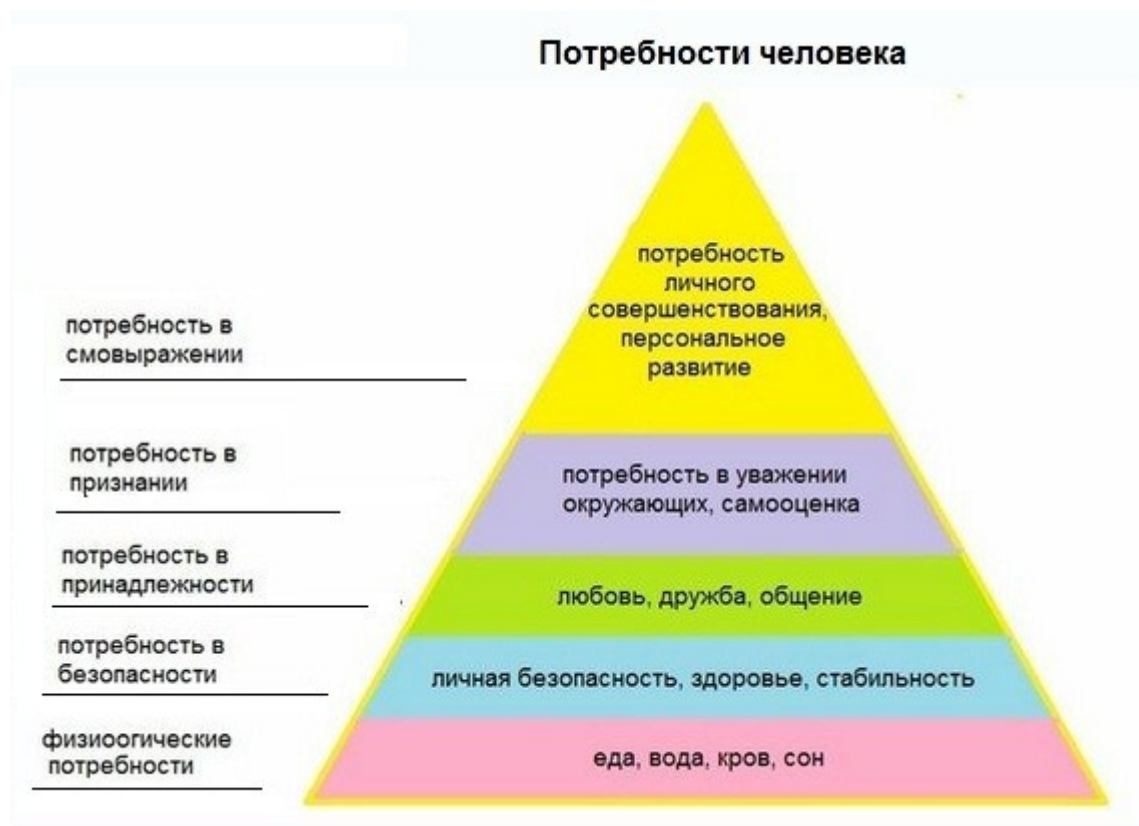 Потребности человека
потребность
личного
совершенствования,
персональное
развитие
потребность в
смовыражении
потребность в
признании
потребность в уважении
окружающих, самооценка
потребность в
принадлежности
любовь, дружба, общение
потребность в
безопасности
личная безопасность, здоровье, стабильность
физиоогические
потребности
еда, вода, кров, сон